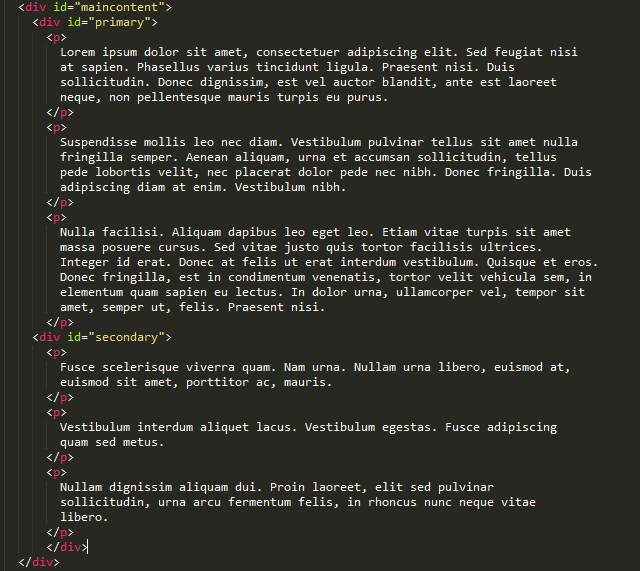 <div id="maincontent">
<div id="primary">
<p>
Lorem ipsum dolor sit amet, consectetuer adipiscing elit. Sed feugiat nisi
at sapien. Phasellus varius tincidunt ligula. Praesent nisi. Duis
sollicitudin. Donec dignissim, est vel auctor blandit, ante est laoreet
neque, non pellentesque mauris turpis eu purus.
</p>
<p>
Suspendisse mollis leo nec diam. Vestibulum pulvinar tellus sit amet nulla
fringilla semper. Aenean aliquam, urna et accumsan sollicitudin, tellus
pede lobortis velit, nec placerat dolor pede nec nibh. Donec fringilla. Duis
adipiscing diam at enim. Vestibulum nibh.
</p>
<p>
Nulla facilisi. Aliquam dapibus leo eget leo. Etiam vitae turpis sit amet
massa posuere cursus. Sed vitae justo quis tortor facilisis ultrices.
Integer id erat. Donec at felis ut erat interdum vestibulum. Quisque et eros.
Donec fringilla, est in condimentum venenatis, tortor velit vehicula sem, in
elementum quam sapien eu lectus. In dolor urna, ullamcorper vel, tempor sit
amet, semper ut, felis. Praesent nisi.
</p>
<div id="secondary">
<p>
Fusce scelerisque viverra quam. Nam urna. Nullam urna libero, euismod at,
euismod sit amet, porttitor ac, mauris.
</p>
<p>
Vestibulum interdum aliquet lacus. Vestibulum egestas. Fusce adipiscing
quam sed metus.
</p>
<p>
Nullam dignissim aliquam dui. Proin laoreet, elit sed pulvinar
sollicitudin, urna arcu fermentum felis, in rhoncus nunc neque vitae
libero.
</p>
</div>
</div>